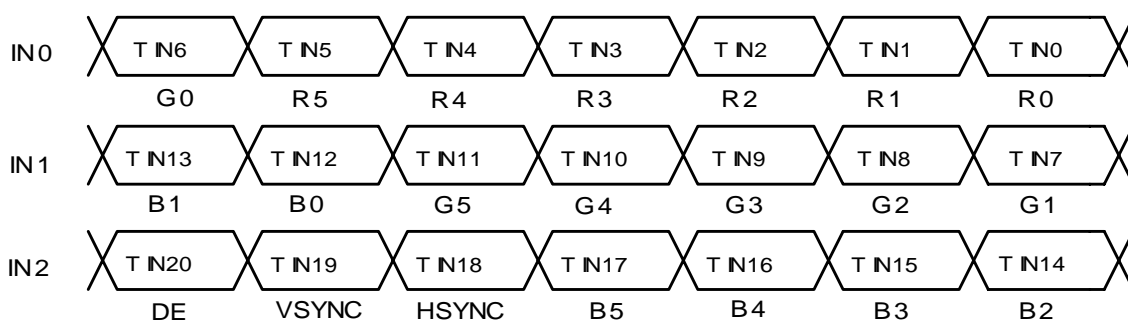 IN0 TIN6 TIN5 TIN4 TIN3 TIN2 TIN1 TIN0
G0 R5 R4 R3 R2 R1 R0
IN1 TIN13 TIN12 TIN11 TIN10 TIN9 TIN8 TIN7
B1 B0 G5 G4 G3 G2 G1
IN2 TIN20 TIN19 TIN18 TIN17 TIN16 TIN15 TIN14
DE VSYNC HSYNC B5 B4 B3 B2